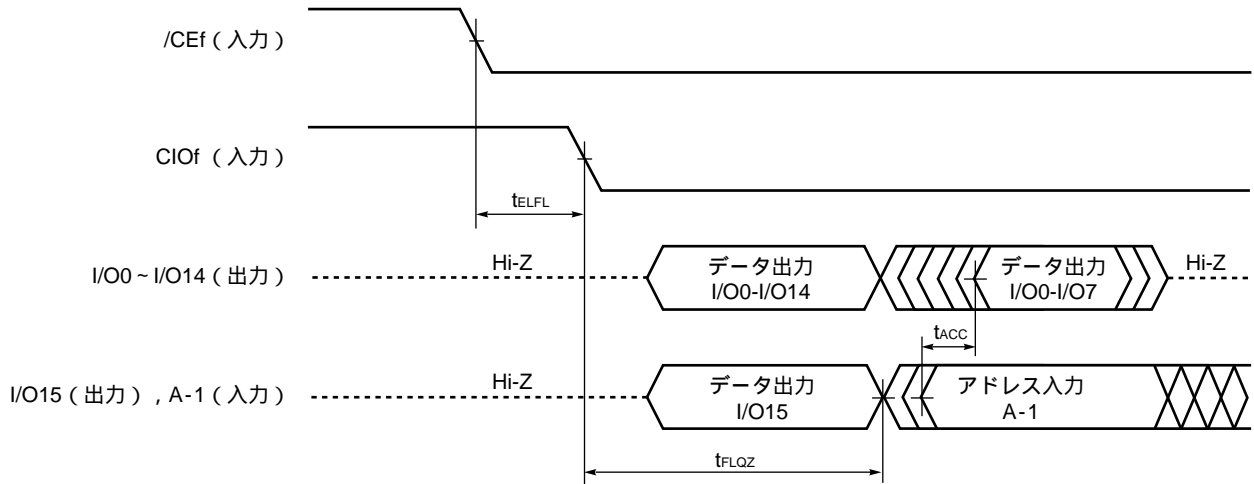 /CEf（入力）
CIOf （入力）
tELFL
I/O0 ~ I/O14（出力）
Hi-Z
データ出力
I/O0-I/O14
データ出力
I/O0-I/O7
Hi-Z
tACC
I/O15（出力）, A-1（入力）
Hi-Z
データ出力
I/O15
アドレス入力
A-1
tFLQZ